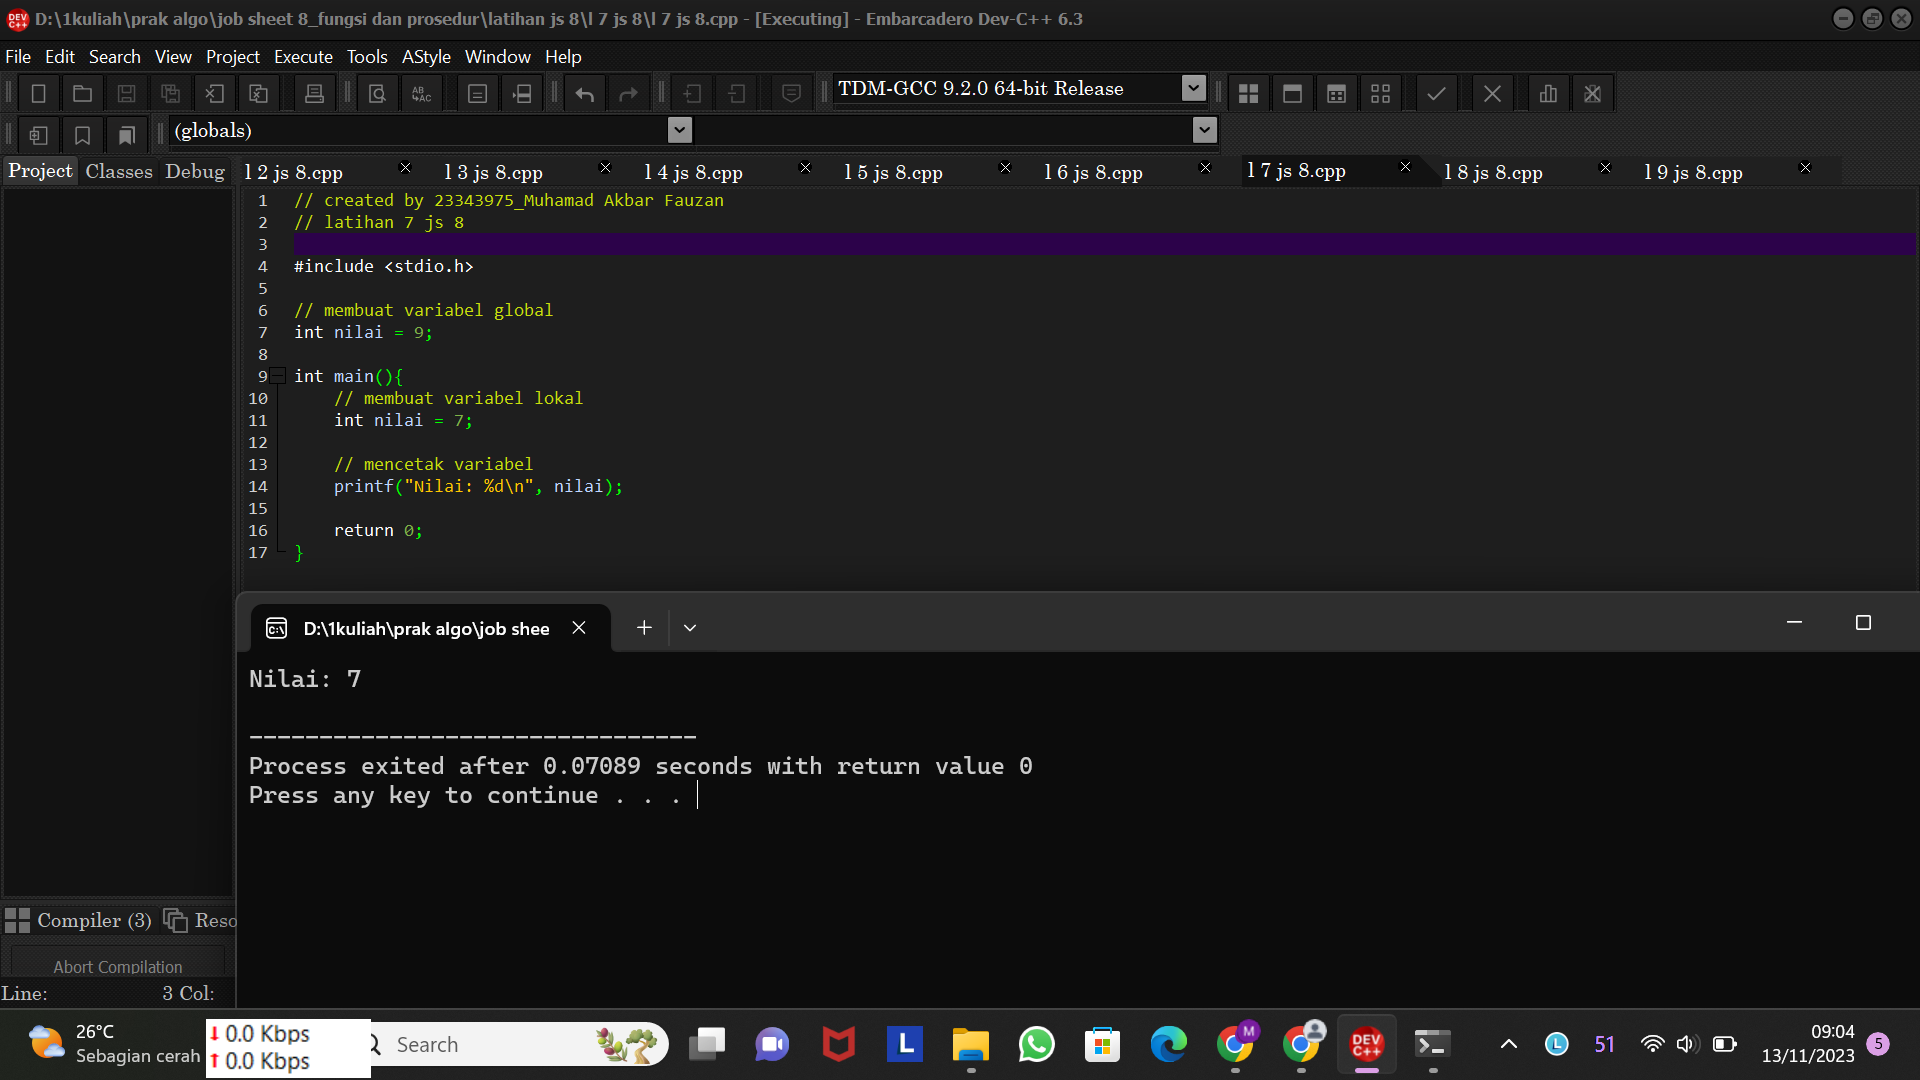 D:\1kuliah\prak algo\job sheet 8_fungsi dan prosedur\latihan js 8\l 7 js 8\l 7 js 8.cpp - [Executing] - Embarcadero Dev-C++ 6.3
File Edit Search View Project Execute Tools AStyle Window Help
TDM-GCC 9.2.0 64-bit Release
(globals)
Project Classes Debug
l 2 js 8.cpp l 3 js 8.cpp l 4 js 8.cpp l 5 js 8.cpp l 6 js 8.cpp l 7 js 8.cpp l 8 js 8.cpp l 9 js 8.cpp
1 // created by 23343975_Muhamad Akbar Fauzan
2 // latihan 7 js 8
3
4 #include <stdio.h>
5
6 // membuat variabel global
7 int nilai = 9;
8
9 int main(){
10 // membuat variabel lokal
11 int nilai = 7;
12
13 // mencetak variabel
14 printf("Nilai: %d\n", nilai);
15
16 return 0;
17 }
D:\1kuliah\prak algo\job shee
Nilai: 7
--------------------------------
Process exited after 0.07089 seconds with return value 0
Press any key to continue . . .
Compiler (3) Reso
Abort Compilation
Line: 3 Col:
26°C
Sebagian cerah
0.0 Kbps
0.0 Kbps
Search
L
M
DEV
C++
L
51
09:04
13/11/2023
5